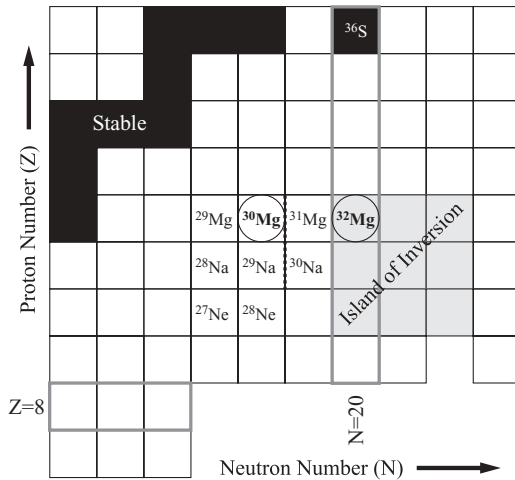 ³⁶S
Stable
Proton Number (Z)
²⁹Mg ³⁰Mg ³¹Mg ³²Mg
²⁸Na ²⁹Na ³⁰Na
Island of Inversion
²⁷Ne ²⁸Ne
Z=8
N=20
Neutron Number (N)